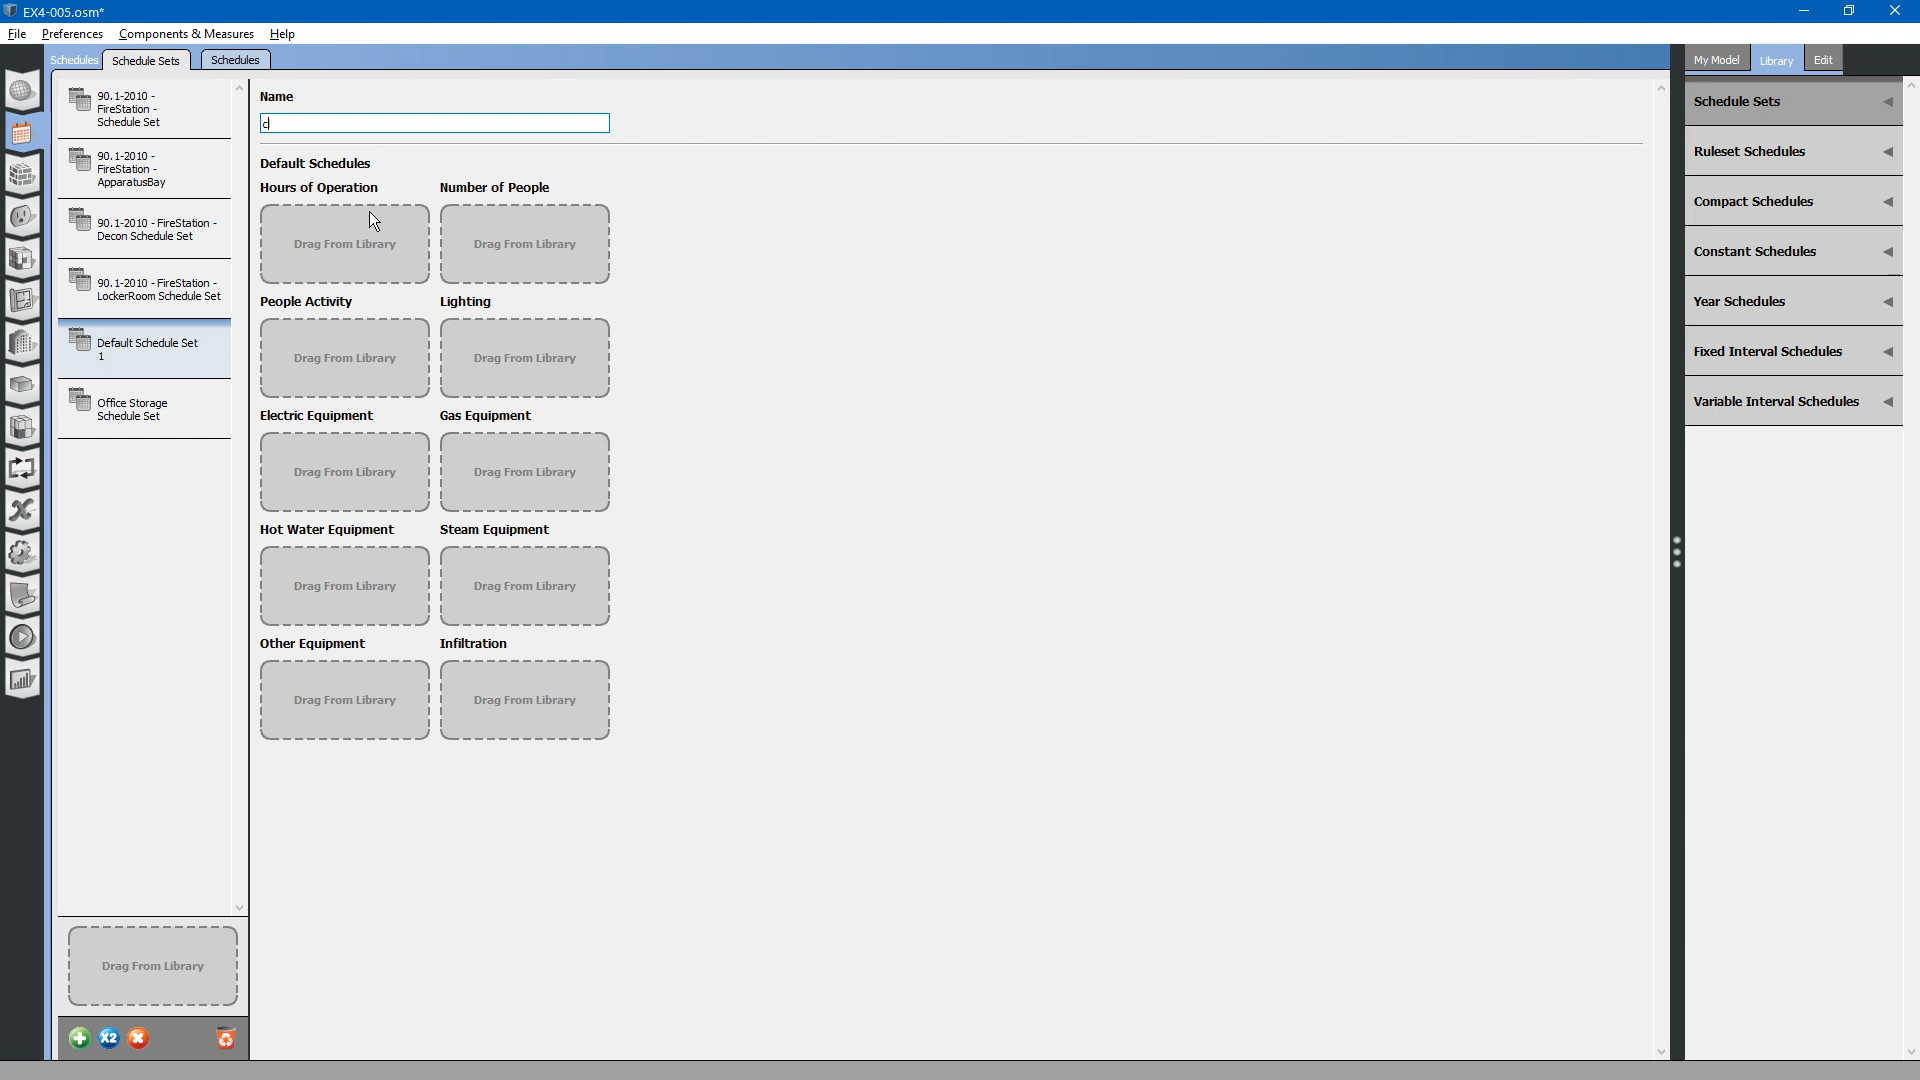 EX4-005.osm*
File Preferences Components & Measures Help
Schedules Schedule Sets Schedules
My Model Library Edit
90.1-2010 -
FireStation -
Schedule Set
90.1-2010 -
FireStation -
ApparatusBay
90.1-2010 - FireStation -
Decon Schedule Set
90.1-2010 - FireStation -
LockerRoom Schedule Set
Default Schedule Set
1
Office Storage
Schedule Set
Drag From Library
X2
Name
c
Default Schedules
Hours of Operation Number of People
Drag From Library Drag From Library
People Activity Lighting
Drag From Library Drag From Library
Electric Equipment Gas Equipment
Drag From Library Drag From Library
Hot Water Equipment Steam Equipment
Drag From Library Drag From Library
Other Equipment Infiltration
Drag From Library Drag From Library
Schedule Sets
Ruleset Schedules
Compact Schedules
Constant Schedules
Year Schedules
Fixed Interval Schedules
Variable Interval Schedules